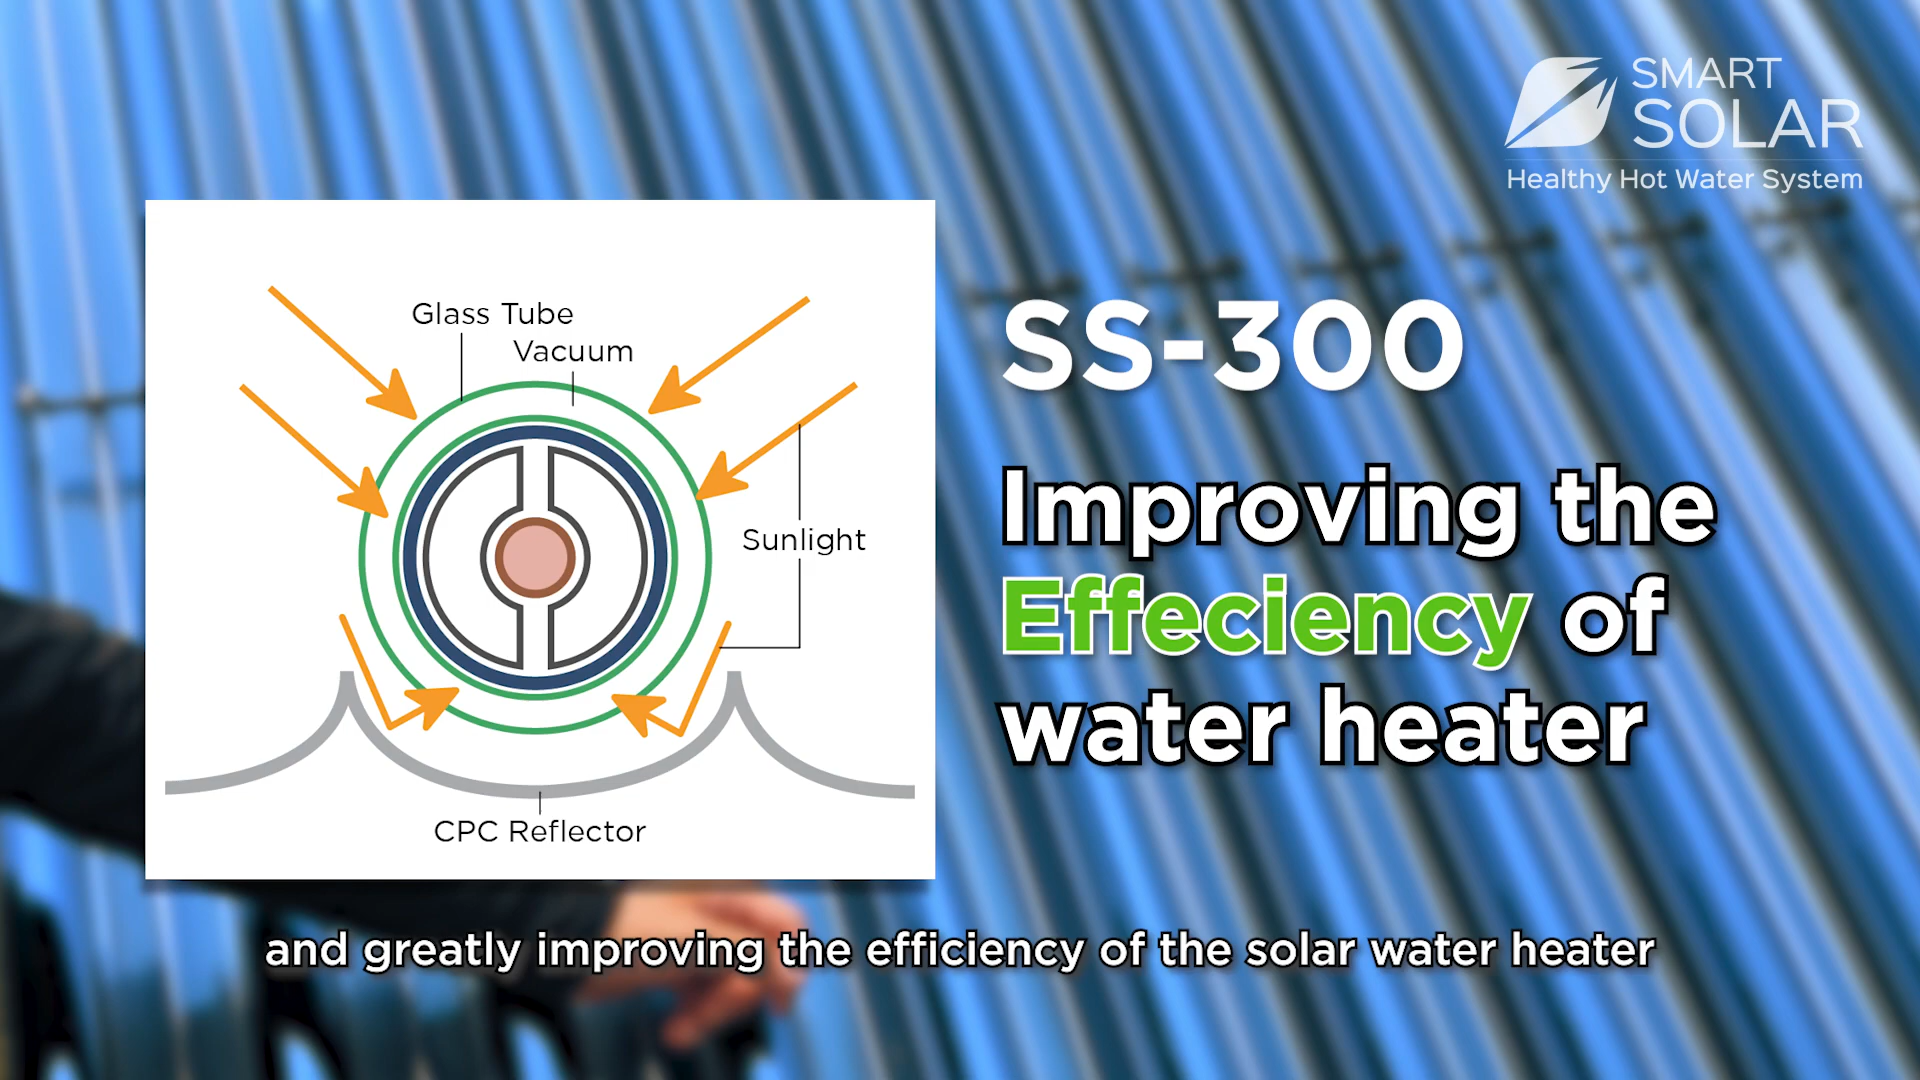 SMART
SOLAR
Healthy Hot Water System
Glass Tube
Vacuum
Sunlight
CPC Reflector
SS-300
Improving the
Effeciency of
water heater
and greatly improving the efficiency of the solar water heater